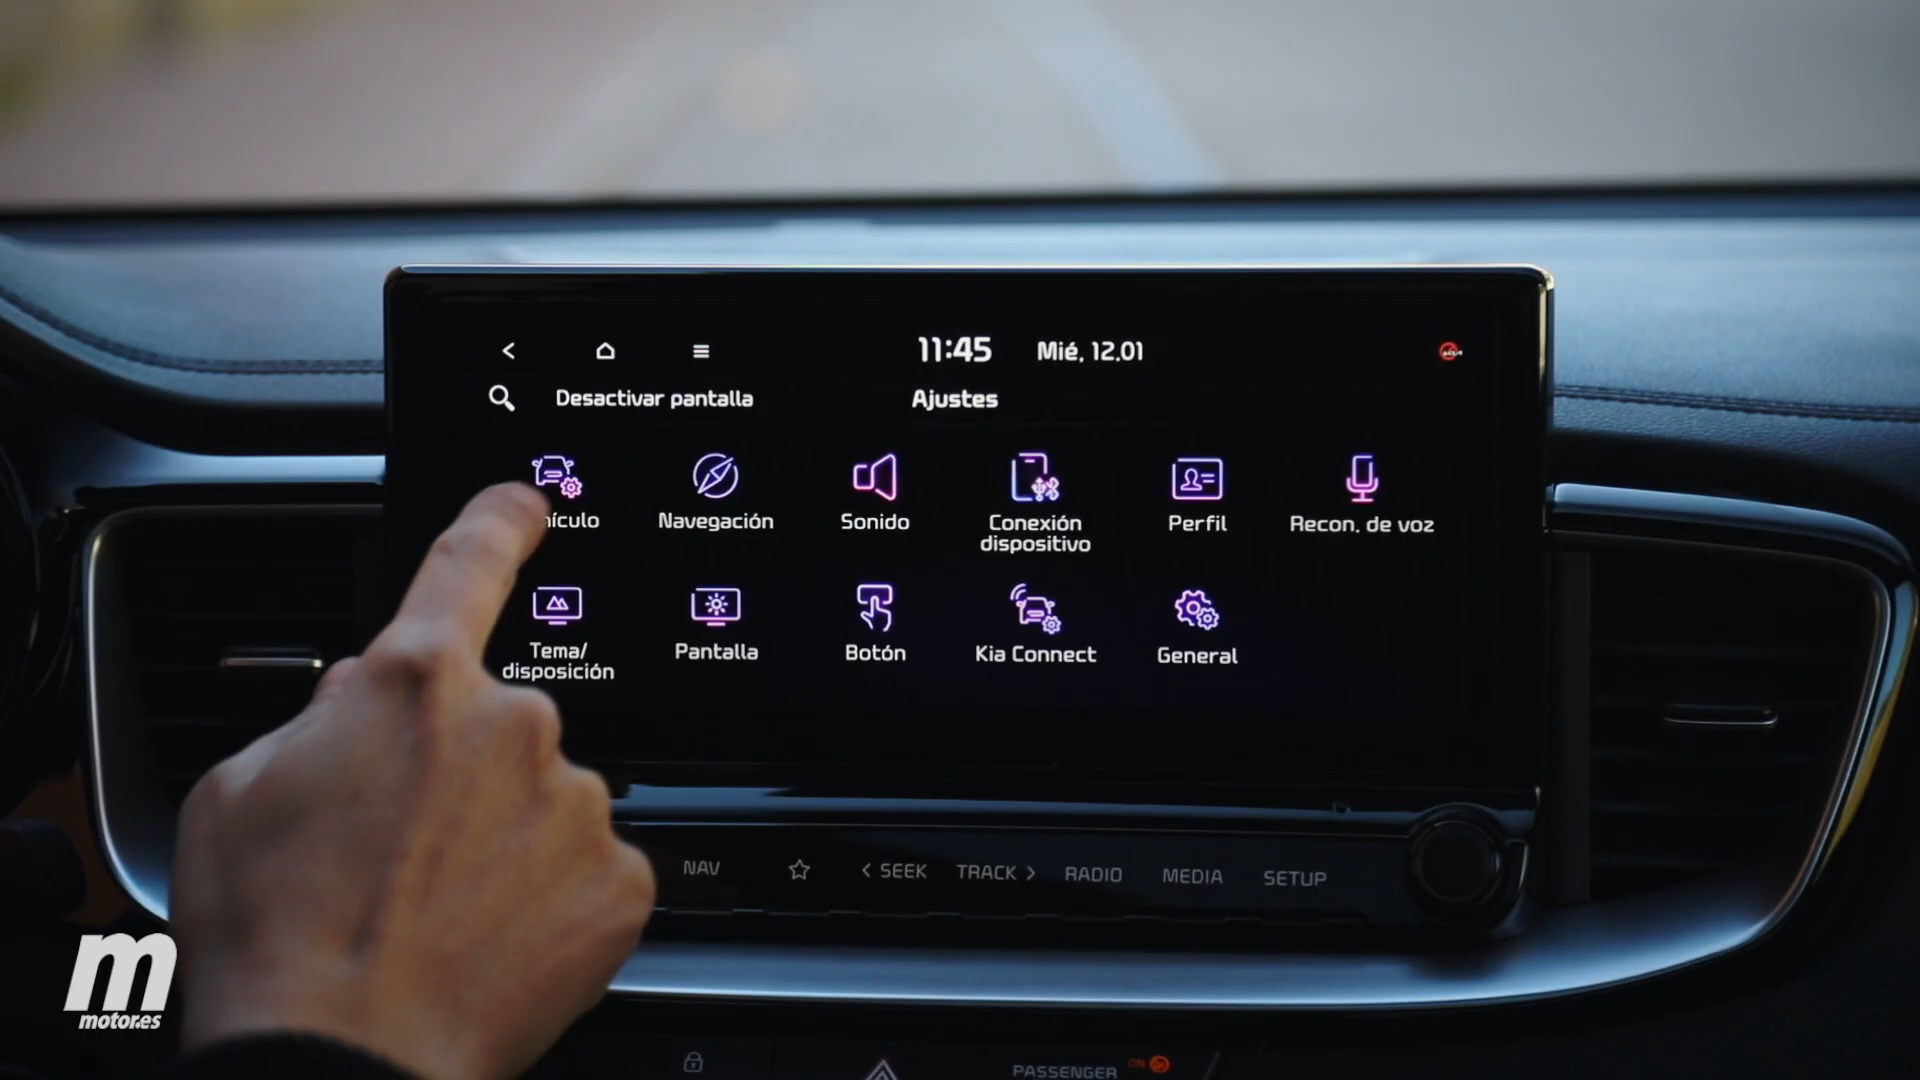 11:45 Mié, 12.01
Desactivar pantalla Ajustes
Navegación Sonido Conexión dispositivo Perfil Recon. de voz
Tema/ disposición Pantalla Botón Kia Connect General
NAV < SEEK TRACK > RADIO MEDIA SETUP
m
motor.es
PASSENGER ON